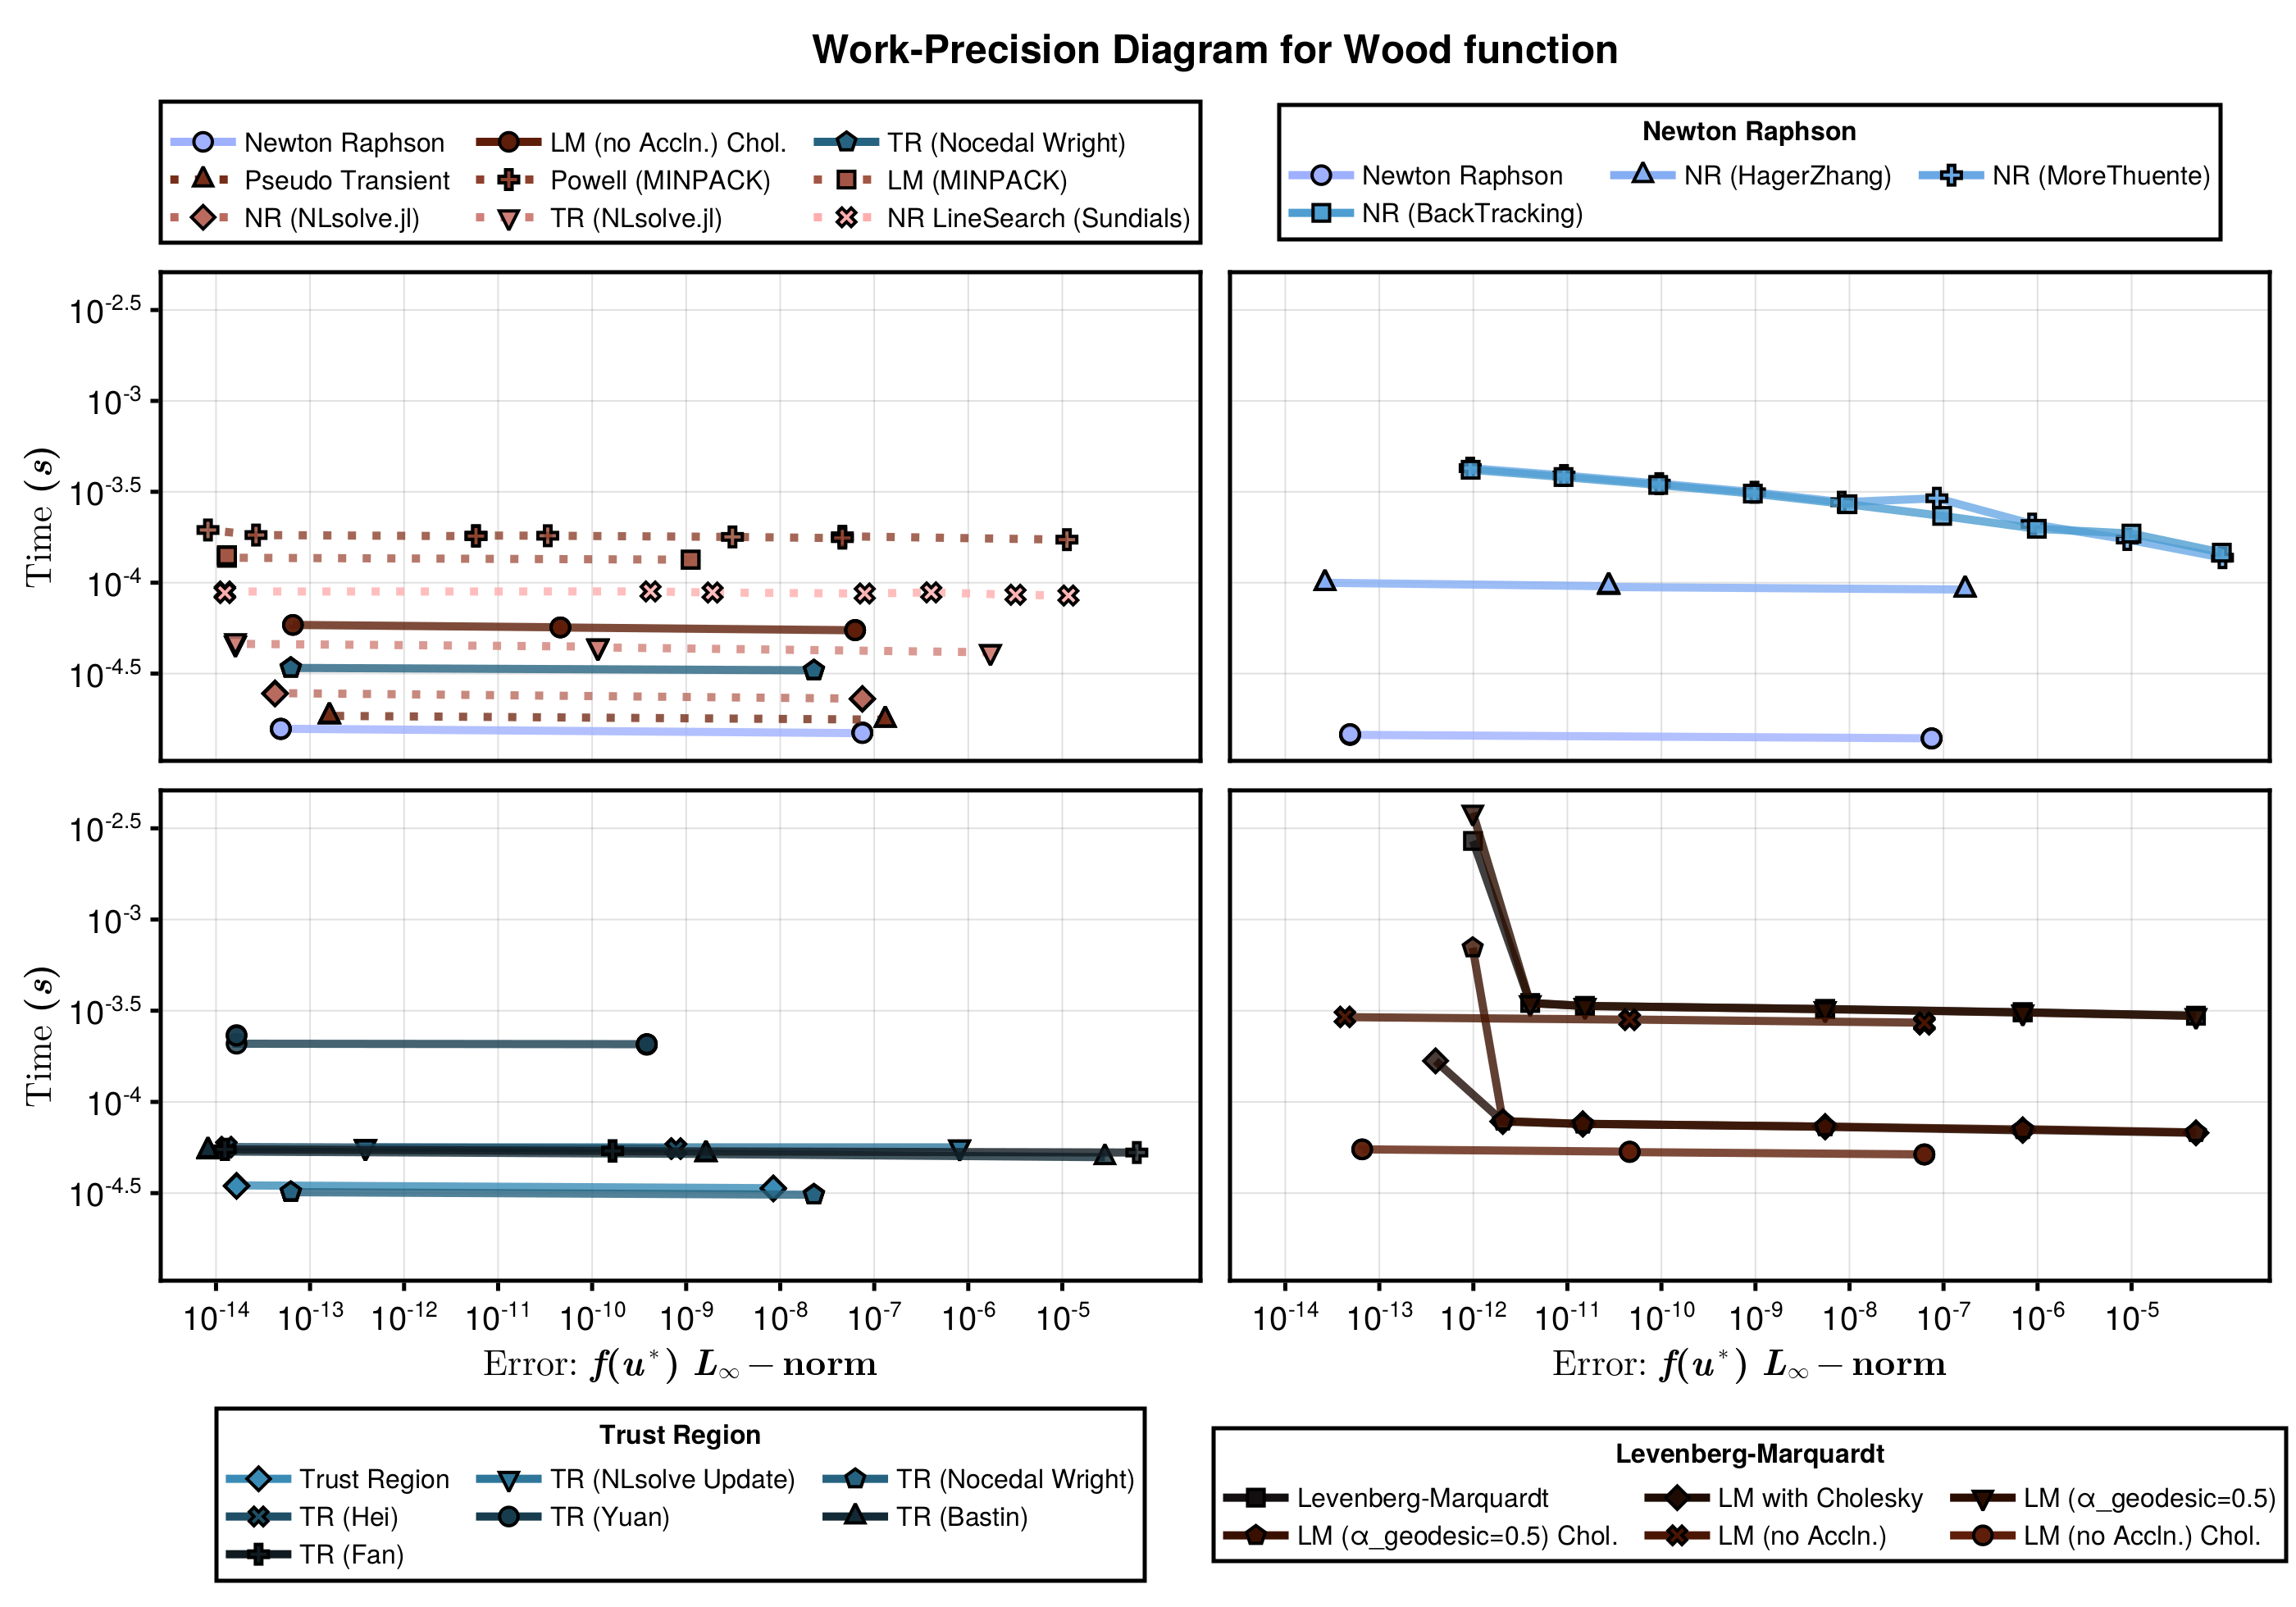 Work-Precision Diagram for Wood function
Newton Raphson LM (no Accln.) Chol. TR (Nocedal Wright)
Pseudo Transient Powell (MINPACK) LM (MINPACK)
NR (NLsolve.jl) TR (NLsolve.jl) NR LineSearch (Sundials)
Newton Raphson
Newton Raphson NR (HagerZhang) NR (MoreThuente)
NR (BackTracking)
Time (s)
10^-2.5
10^-3
10^-3.5
10^-4
10^-4.5
Time (s)
10^-2.5
10^-3
10^-3.5
10^-4
10^-4.5
10^-14 10^-13 10^-12 10^-11 10^-10 10^-9 10^-8 10^-7 10^-6 10^-5
Error: f(u*) L∞ − norm
10^-14 10^-13 10^-12 10^-11 10^-10 10^-9 10^-8 10^-7 10^-6 10^-5
Error: f(u*) L∞ − norm
Trust Region
Trust Region TR (NLsolve Update) TR (Nocedal Wright)
TR (Hei) TR (Yuan) TR (Bastin)
TR (Fan)
Levenberg-Marquardt
Levenberg-Marquardt LM with Cholesky LM (α_geodesic=0.5)
LM (α_geodesic=0.5) Chol. LM (no Accln.) LM (no Accln.) Chol.